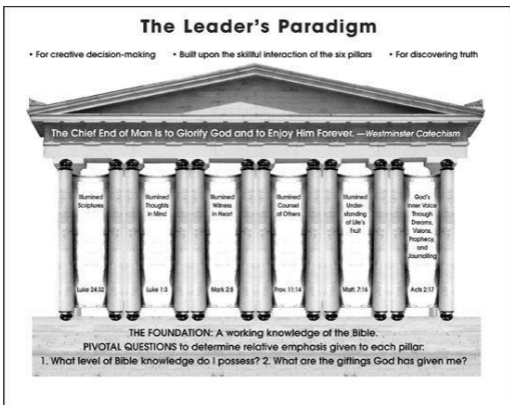 The Leader's Paradigm
• For creative decision-making • Built upon the skillful interaction of the six pillars • For discovering truth
The Chief End of Man Is to Glorify God and to Enjoy Him Forever. —Westminster Catechism
Illumined
Scriptures
Luke 24:32
Illumined
Thoughts
in Mind
Luke 1:3
Illumined
Witness
in Heart
Mark 2:8
Illumined
Counsel
of Others
Prov. 11:14
Illumined
Under-
standing
of Life's
Fruit
Matt. 7:16
God's
Inner Voice
Through
Dreams,
Visions,
Prophecy,
and
Journaling
Acts 2:17
THE FOUNDATION: A working knowledge of the Bible.
PIVOTAL QUESTIONS to determine relative emphasis given to each pillar:
1. What level of Bible knowledge do I possess? 2. What are the giftings God has given me?